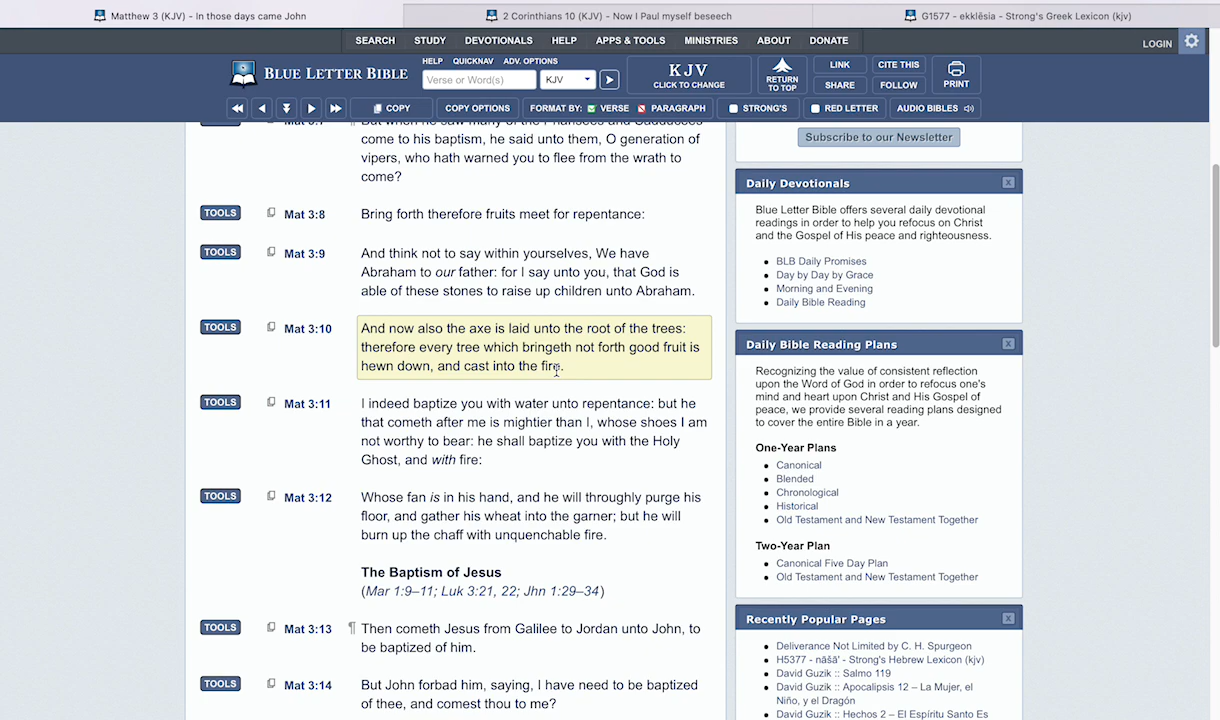 Matthew 3 (KJV) - In those days came John
2 Corinthians 10 (KJV) - Now I Paul myself beseech
G1577 - ekklēsia - Strong's Greek Lexicon (kjv)
SEARCH STUDY DEVOTIONALS HELP APPS & TOOLS MINISTRIES ABOUT DONATE
LOGIN
BLUE LETTER BIBLE
HELP QUICKNAV ADV. OPTIONS
Verse or Word(s)
KJV
KJV
CLICK TO CHANGE
RETURN
TO TOP
LINK
CITE THIS
SHARE
FOLLOW
PRINT
COPY
COPY OPTIONS
FORMAT BY: VERSE PARAGRAPH
STRONG'S
RED LETTER
AUDIO BIBLES
Mat 3:7 ¶ But when he saw many of the Pharisees and Sadducees
come to his baptism, he said unto them, O generation of
vipers, who hath warned you to flee from the wrath to
come?
TOOLS Mat 3:8 Bring forth therefore fruits meet for repentance:
TOOLS Mat 3:9 And think not to say within yourselves, We have
Abraham to our father: for I say unto you, that God is
able of these stones to raise up children unto Abraham.
TOOLS Mat 3:10 And now also the axe is laid unto the root of the trees:
therefore every tree which bringeth not forth good fruit is
hewn down, and cast into the fire.
TOOLS Mat 3:11 I indeed baptize you with water unto repentance: but he
that cometh after me is mightier than I, whose shoes I am
not worthy to bear: he shall baptize you with the Holy
Ghost, and with fire:
TOOLS Mat 3:12 Whose fan is in his hand, and he will throughly purge his
floor, and gather his wheat into the garner; but he will
burn up the chaff with unquenchable fire.
The Baptism of Jesus
(Mar 1:9–11; Luk 3:21, 22; Jhn 1:29–34)
TOOLS Mat 3:13 ¶ Then cometh Jesus from Galilee to Jordan unto John, to
be baptized of him.
TOOLS Mat 3:14 But John forbad him, saying, I have need to be baptized
of thee, and comest thou to me?
Subscribe to our Newsletter
Daily Devotionals x
Blue Letter Bible offers several daily devotional
readings in order to help you refocus on Christ
and the Gospel of His peace and righteousness.
BLB Daily Promises
Day by Day by Grace
Morning and Evening
Daily Bible Reading
Daily Bible Reading Plans x
Recognizing the value of consistent reflection
upon the Word of God in order to refocus one's
mind and heart upon Christ and His Gospel of
peace, we provide several reading plans designed
to cover the entire Bible in a year.
One-Year Plans
Canonical
Blended
Chronological
Historical
Old Testament and New Testament Together
Two-Year Plan
Canonical Five Day Plan
Old Testament and New Testament Together
Recently Popular Pages x
Deliverance Not Limited by C. H. Spurgeon
H5377 - nāšā' - Strong's Hebrew Lexicon (kjv)
David Guzik :: Salmo 119
David Guzik :: Apocalipsis 12 – La Mujer, el
Niño, y el Dragón
David Guzik :: Hechos 2 – El Espíritu Santo Es